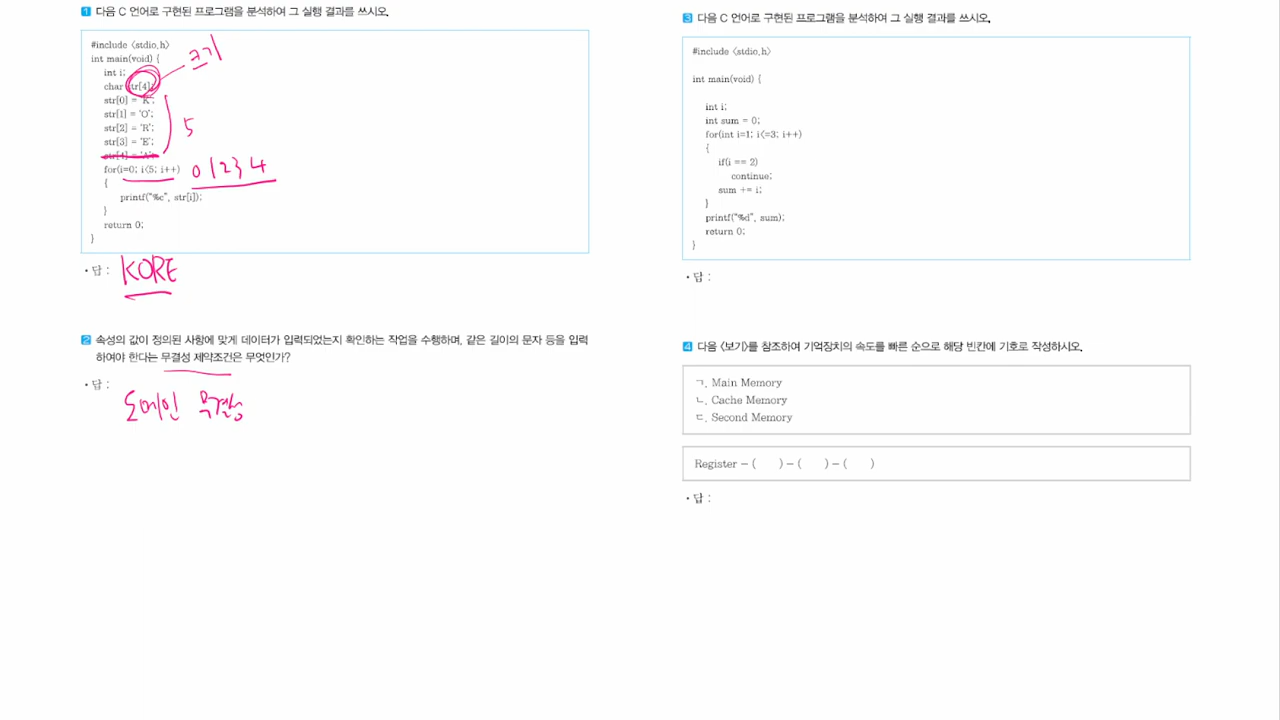 1 다음 C 언어로 구현된 프로그램을 분석하여 그 실행 결과를 쓰시오.
#include <stdio.h>
int main(void) {
int i;
char str[4];
크기
str[0] = 'K';
str[1] = 'O';
str[2] = 'R';
str[3] = 'E';
str[4] = 'A';
5
for(i=0; i<5; i++)
0 1 2 3 4
{
printf("%c", str[i]);
}
return 0;
}
• 답 :
KORE
2 속성의 값이 정의된 사항에 맞게 데이터가 입력되었는지 확인하는 작업을 수행하며, 같은 길이의 문자 등을 입력
하여야 한다는 무결성 제약조건은 무엇인가?
• 답 :
도메인 무결성
3 다음 C 언어로 구현된 프로그램을 분석하여 그 실행 결과를 쓰시오.
#include <stdio.h>
int main(void) {
int i;
int sum = 0;
for(int i=1; i<=3; i++)
{
if(i == 2)
continue;
sum += i;
}
printf("%d", sum);
return 0;
}
• 답 :
4 다음 <보기>를 참조하여 기억장치의 속도를 빠른 순으로 해당 빈칸에 기호로 작성하시오.
ㄱ. Main Memory
ㄴ. Cache Memory
ㄷ. Second Memory
Register – ( ) – ( ) – ( )
• 답 :